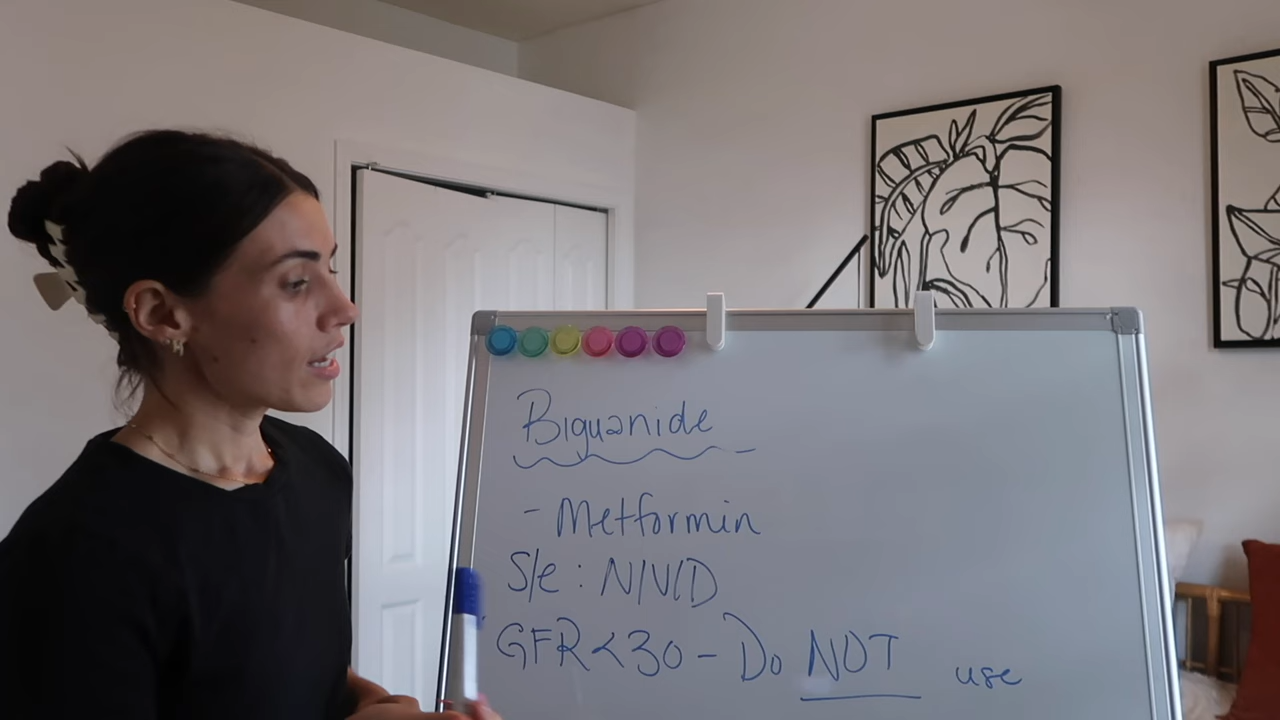 Biguanide
- Metformin
S/e : N/V/D
GFR<30 - Do NOT use